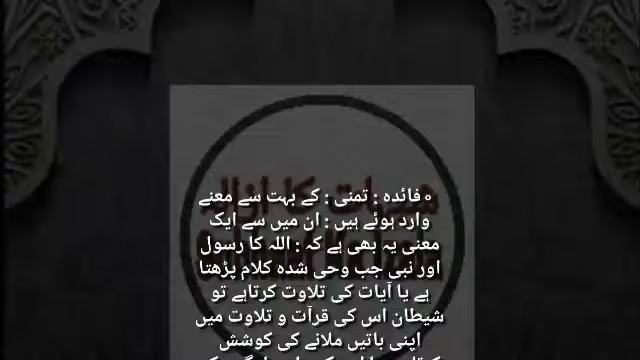 ٥ فائدہ : تمنی : کے بہت سے معنے
وارد ہوئے ہیں : ان میں سے ایک
معنی یہ بھی ہے کہ : اللہ کا رسول
اور نبی جب وحی شدہ کلام پڑھتا
ہے یا آیات کی تلاوت کرتاہے تو
شیطان اس کی قرآت و تلاوت میں
اپنی باتیں ملانے کی کوشش